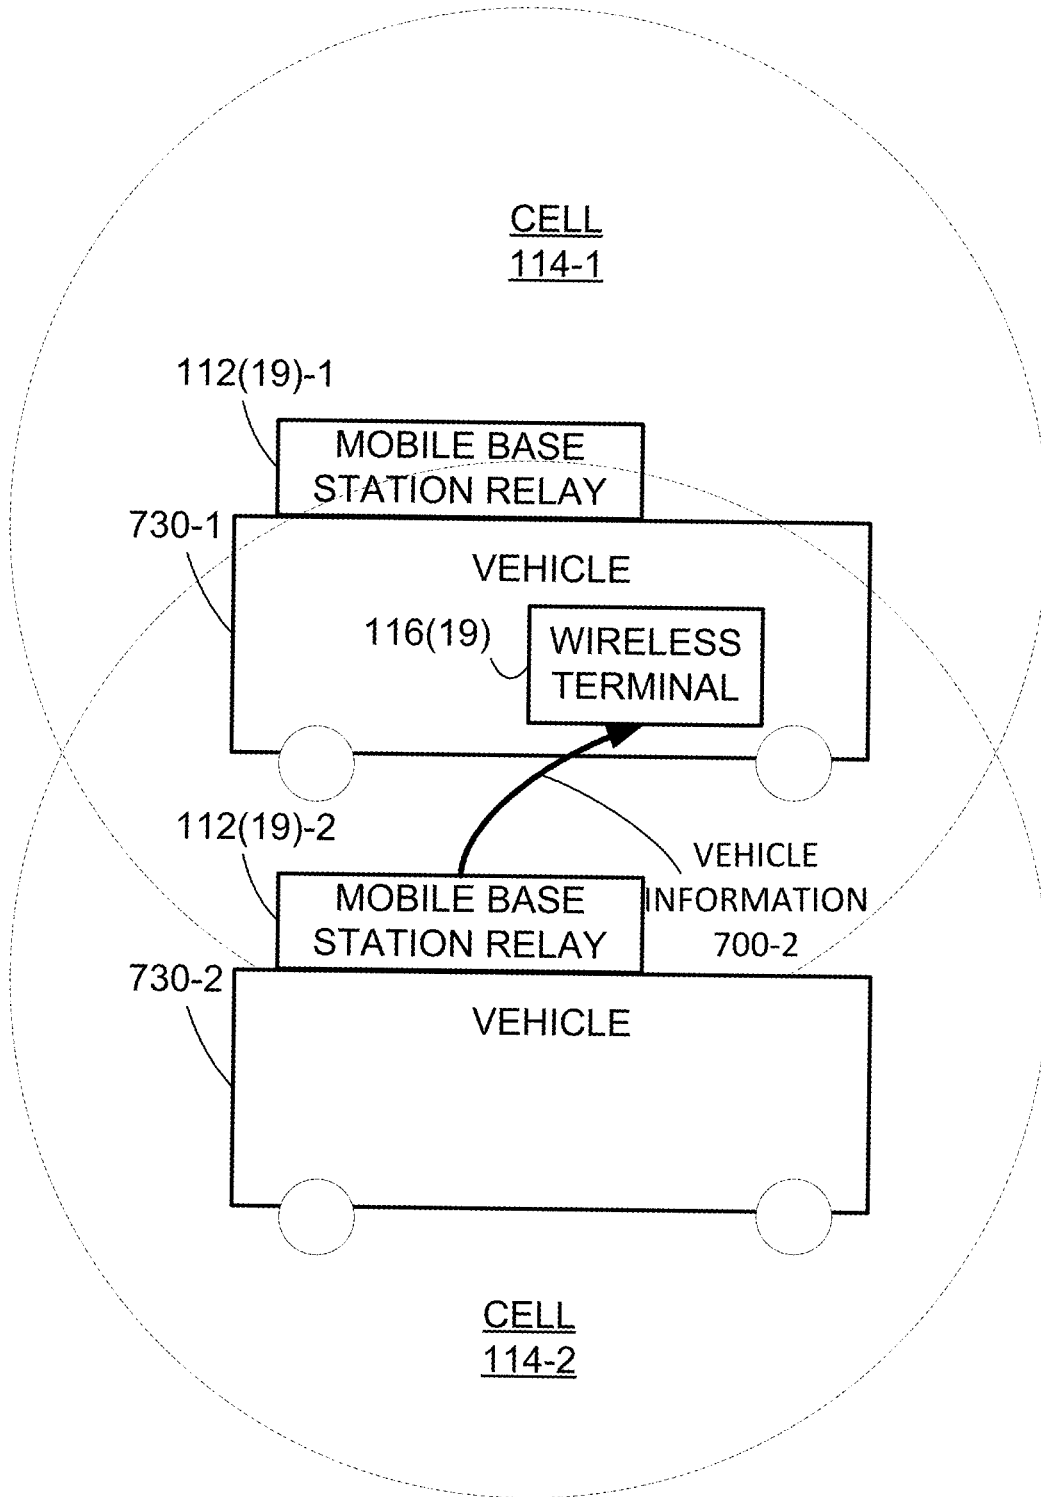 CELL
114-1
112(19)-1
MOBILE BASE
STATION RELAY
730-1
VEHICLE
116(19)
WIRELESS
TERMINAL
112(19)-2
MOBILE BASE
STATION RELAY
VEHICLE
INFORMATION
700-2
730-2
VEHICLE
CELL
114-2